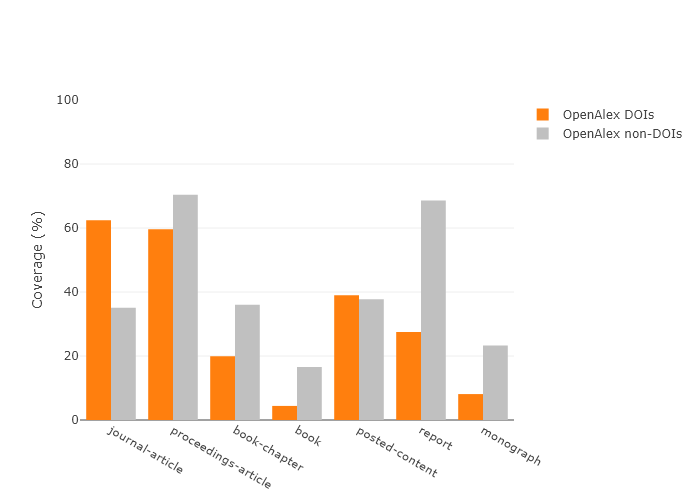 100
80
60
40
20
0
Coverage (%)
journal-article
proceedings-article
book-chapter
book
posted-content
report
monograph
OpenAlex DOIs
OpenAlex non-DOIs